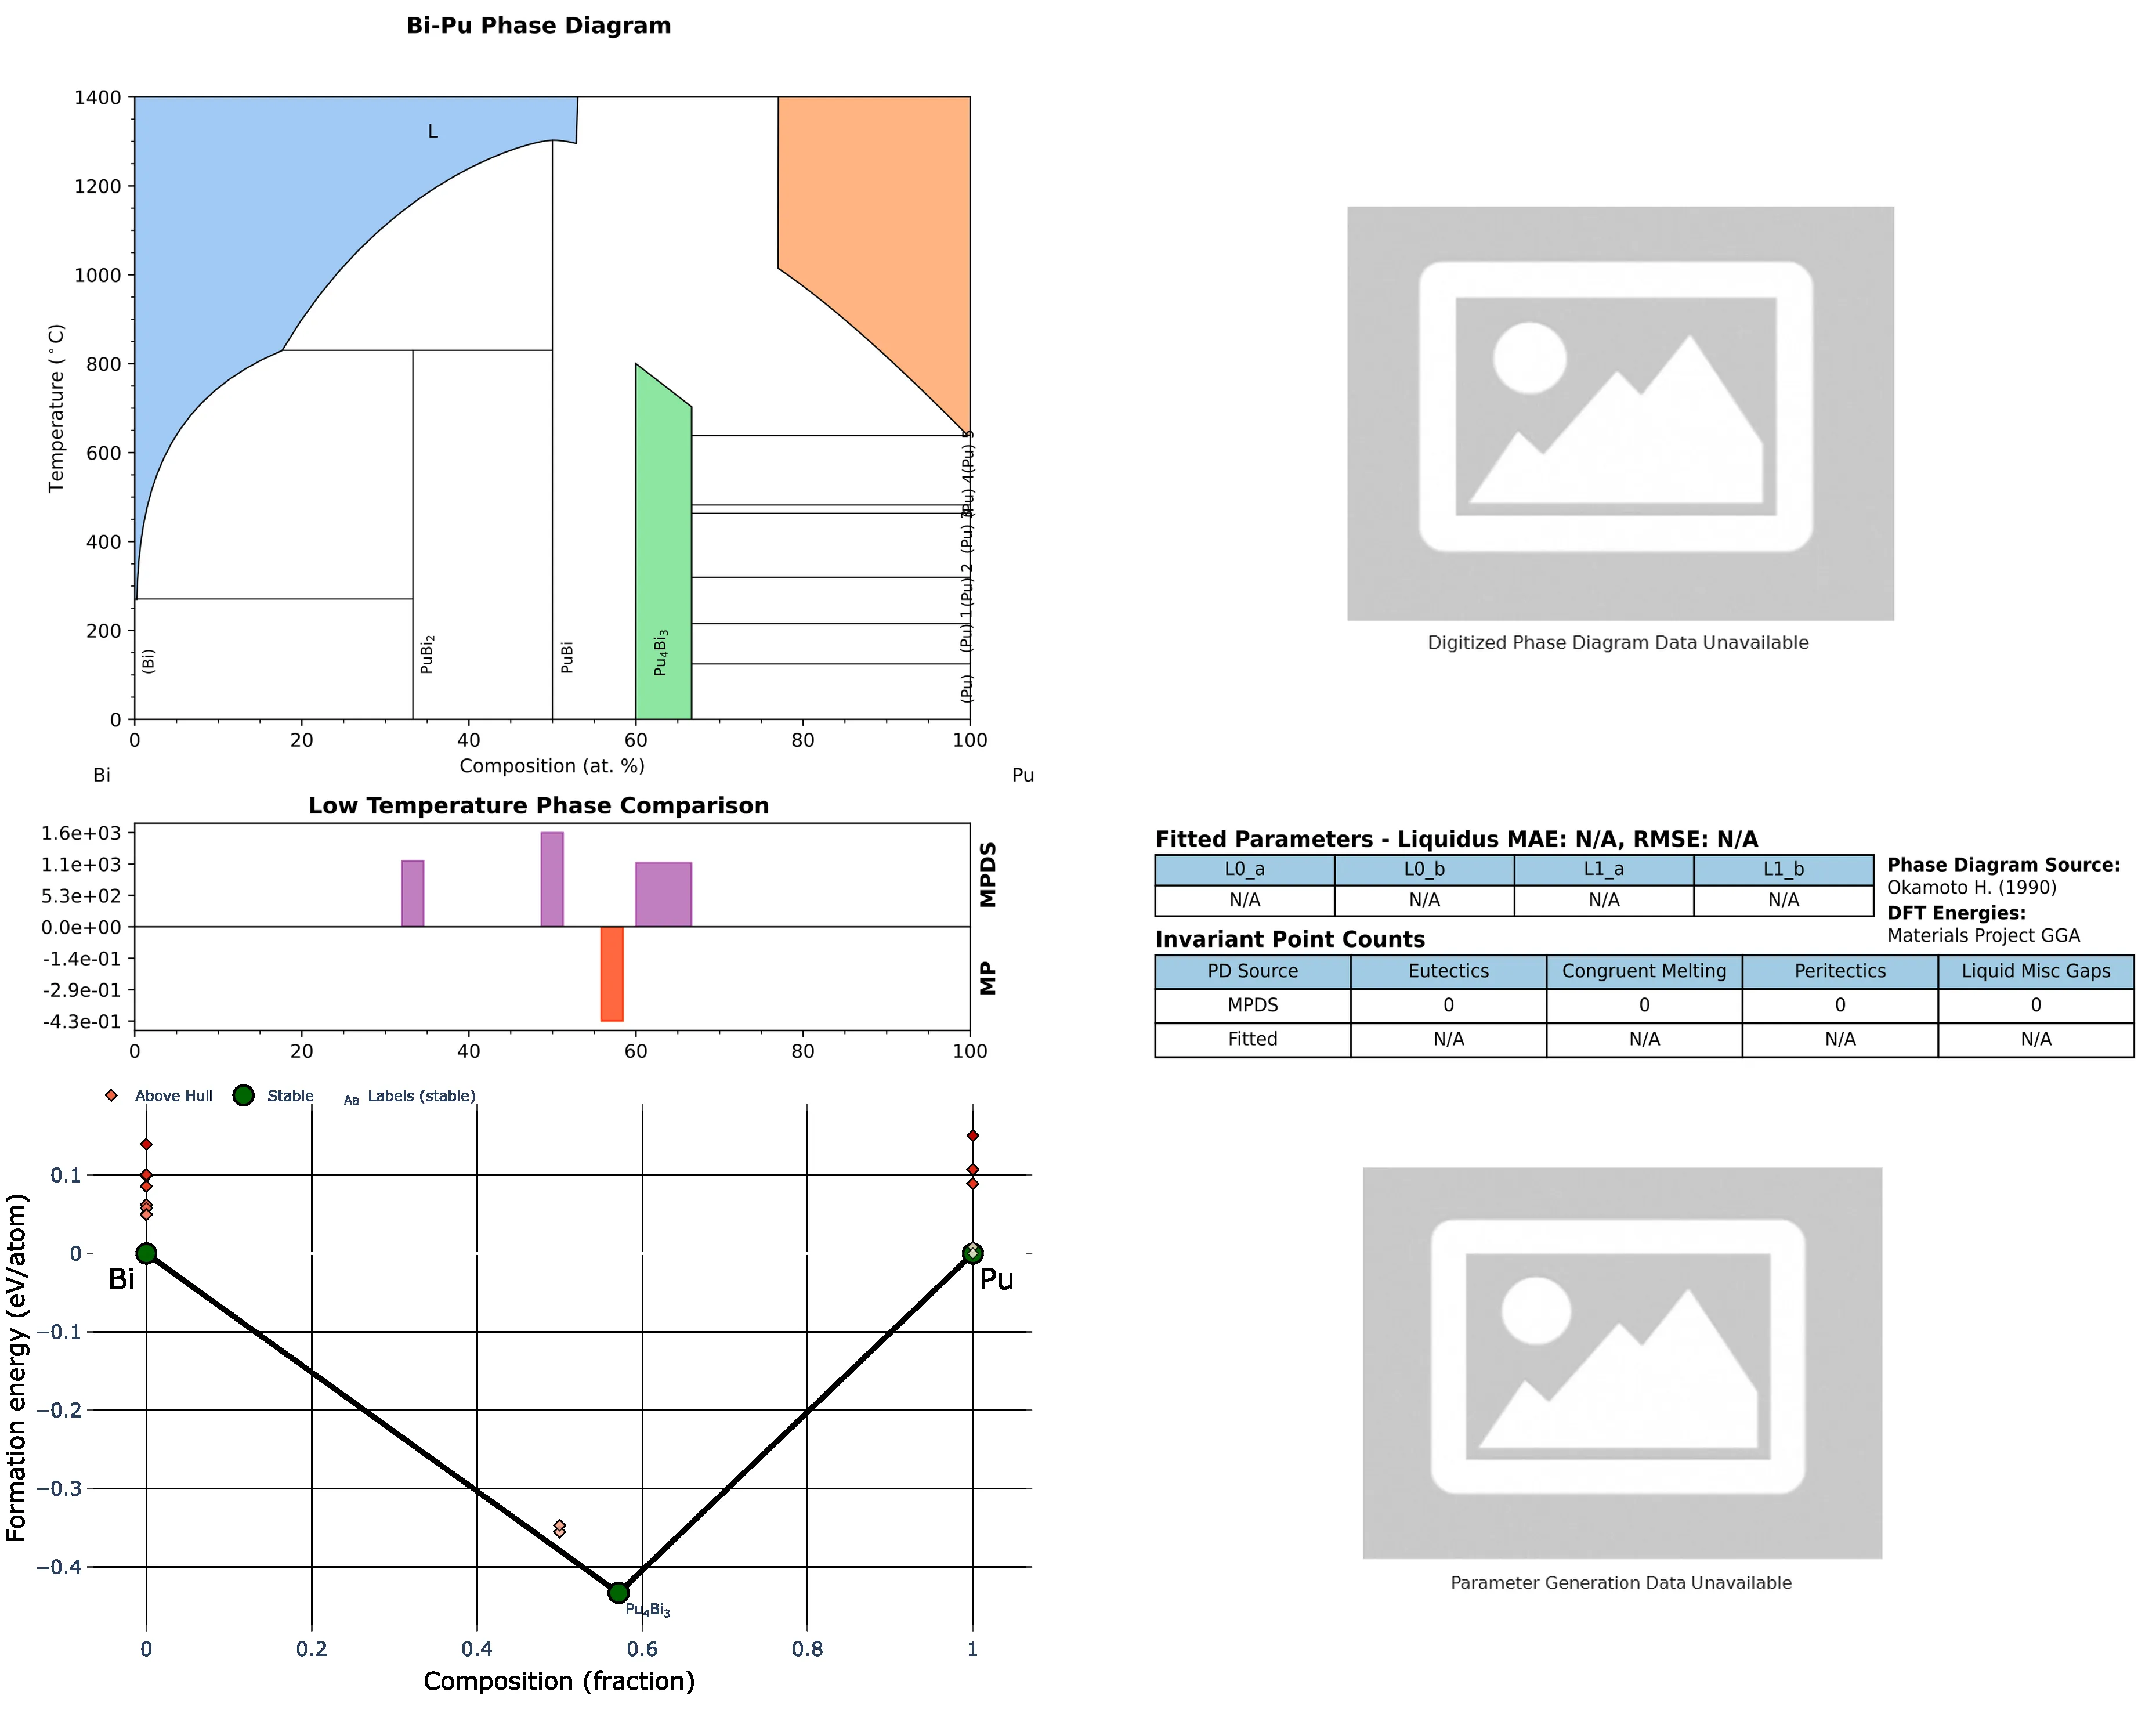 Bi-Pu Phase Diagram
1400
1200
1000
800
600
400
200
0
Temperature (°C)
L
(Bi)
PuBi2
PuBi
Pu4Bi3
(Pu)
(Pu) 1
(Pu) 2
(Pu) 3
(Pu) 4
(Pu) 5
0 20 40 60 80 100
Composition (at. %)
Bi
Pu
Digitized Phase Diagram Data Unavailable
Low Temperature Phase Comparison
1.6e+03
1.1e+03
5.3e+02
0.0e+00
-1.4e-01
-2.9e-01
-4.3e-01
MPDS
MP
0 20 40 60 80 100
Fitted Parameters - Liquidus MAE: N/A, RMSE: N/A
L0_a L0_b L1_a L1_b
N/A N/A N/A N/A
Phase Diagram Source:
Okamoto H. (1990)
DFT Energies:
Materials Project GGA
Invariant Point Counts
PD Source Eutectics Congruent Melting Peritectics Liquid Misc Gaps
MPDS 0 0 0 0
Fitted N/A N/A N/A N/A
Above Hull Stable Aa Labels (stable)
0.1
0
−0.1
−0.2
−0.3
−0.4
Formation energy (eV/atom)
Bi
Pu
Pu4Bi3
0 0.2 0.4 0.6 0.8 1
Composition (fraction)
Parameter Generation Data Unavailable